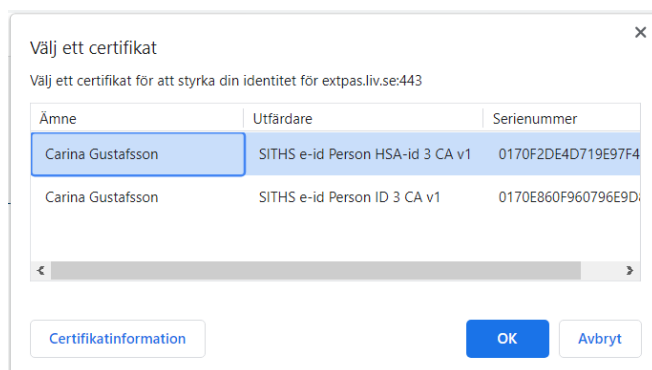 Välj ett certifikat
Välj ett certifikat för att styrka din identitet för extpas.liv.se:443
Ämne Utfärdare Serienummer
Carina Gustafsson SITHS e-id Person HSA-id 3 CA v1 0170F2DE4D719E97F4
Carina Gustafsson SITHS e-id Person ID 3 CA v1 0170E860F960796E9D
Certifikatinformation OK Avbryt